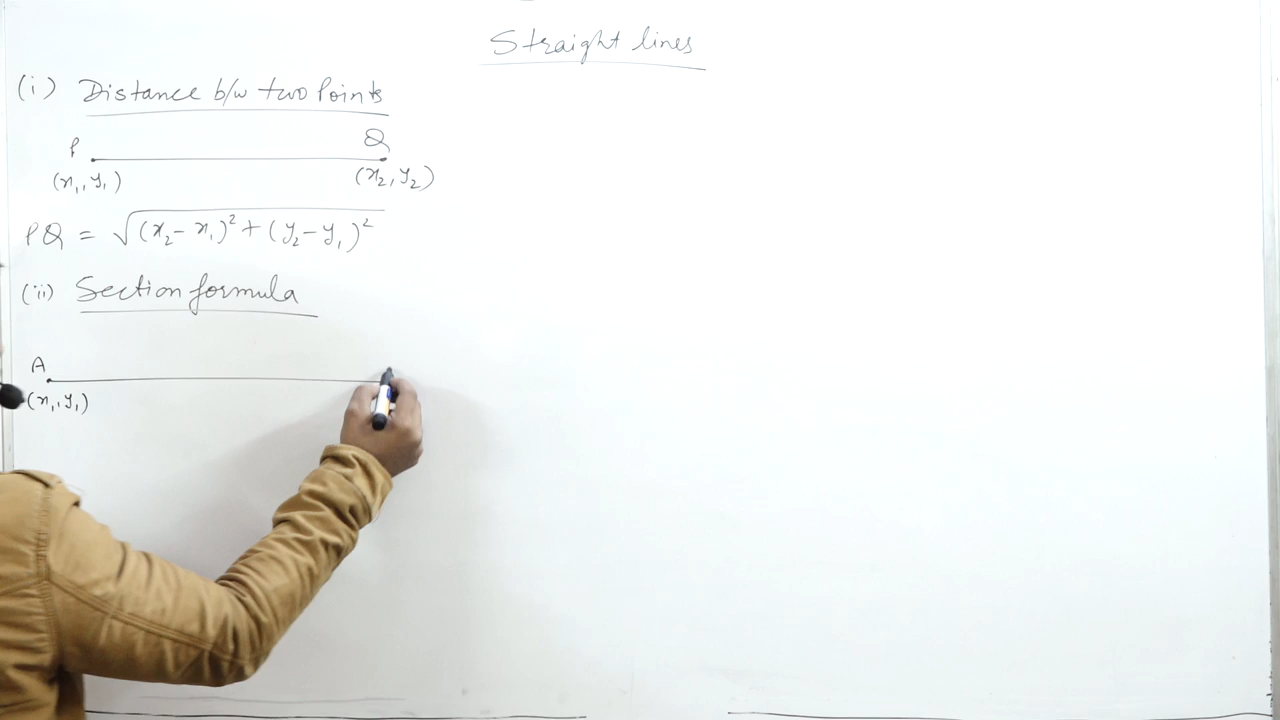 Straight lines
(i) Distance b/w two Points
P Q
(x₁, y₁) (x₂, y₂)
PQ = √(x₂ - x₁)² + (y₂ - y₁)²
(ii) Section formula
A
(x₁, y₁)